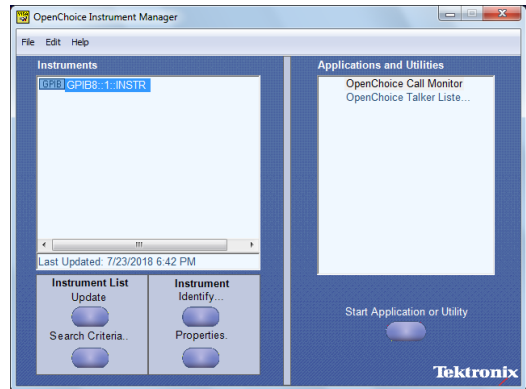 OpenChoice Instrument Manager
File Edit Help
Instruments
GPIB GPIB8::1::INSTR
Last Updated: 7/23/2018 6:42 PM
Instrument List
Update
Search Criteria..
Instrument
Identify...
Properties.
Applications and Utilities
OpenChoice Call Monitor
OpenChoice Talker Liste...
Start Application or Utility
Tektronix